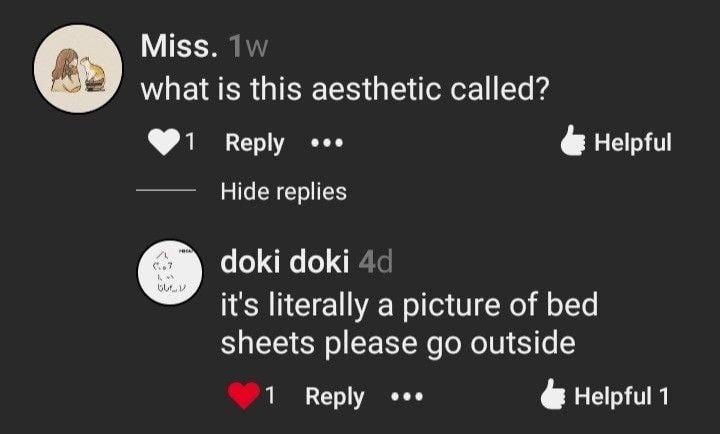 Miss. 1w
what is this aesthetic called?
1 Reply ••• Helpful
Hide replies
doki doki 4d
it's literally a picture of bed
sheets please go outside
1 Reply ••• Helpful 1